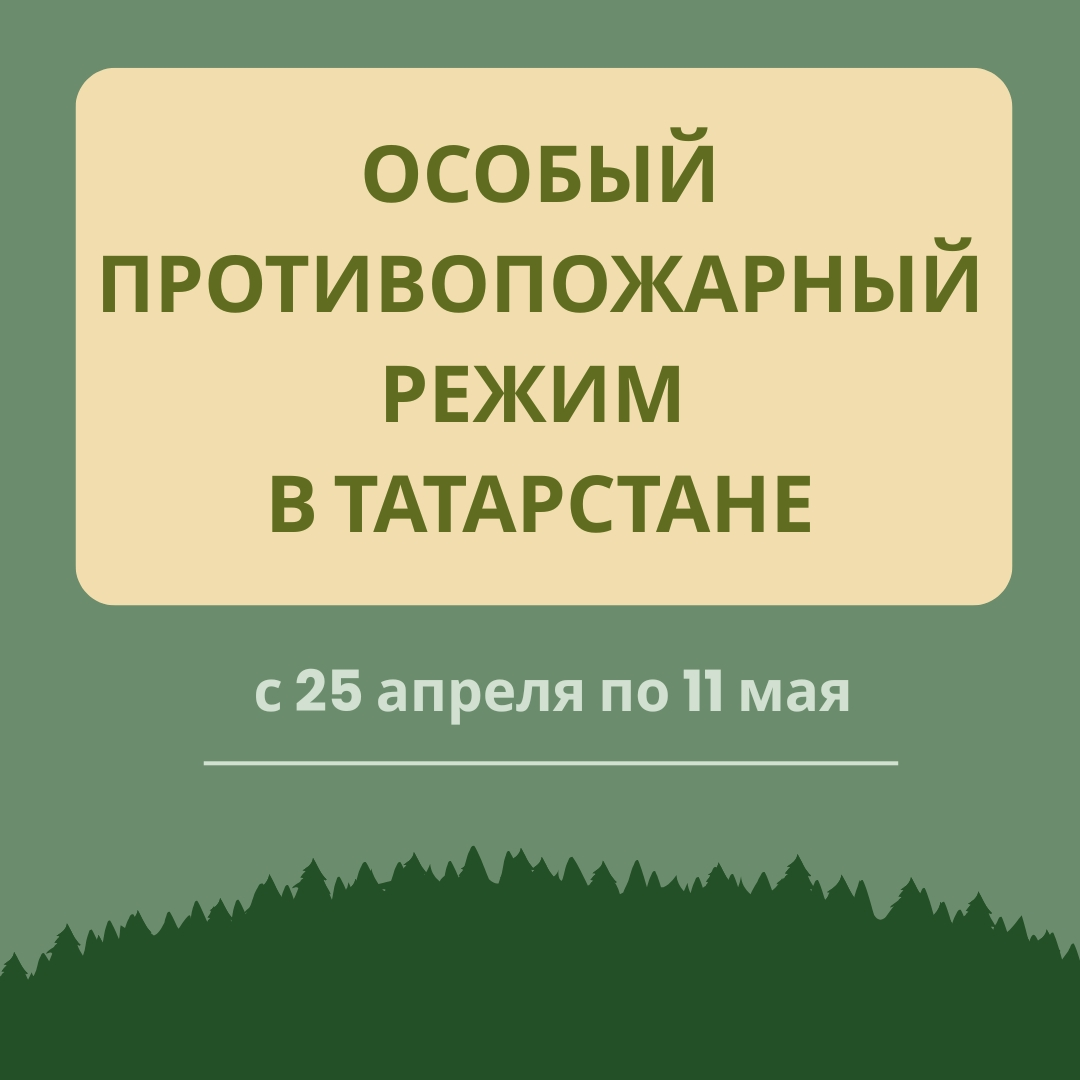 ОСОБЫЙ
ПРОТИВОПОЖАРНЫЙ
РЕЖИМ
В ТАТАРСТАНЕ
с 25 апреля по 11 мая